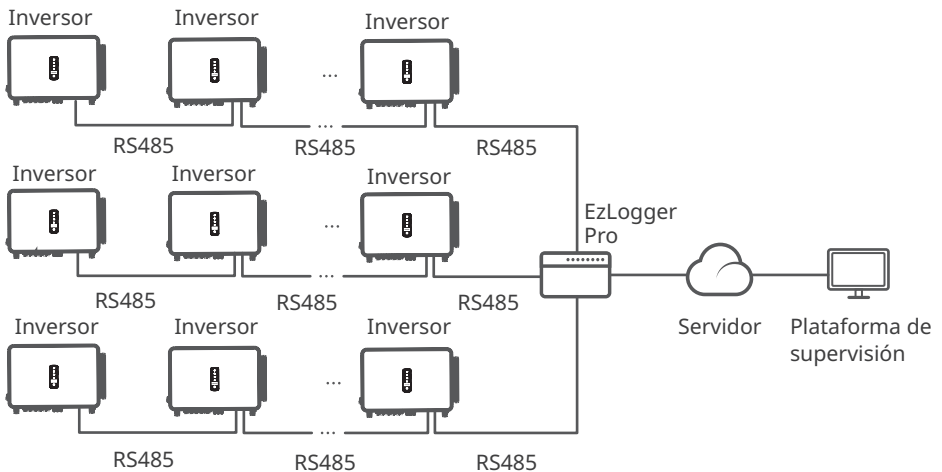 Inversor
Inversor
Inversor
...
...
RS485
RS485
RS485
Inversor
Inversor
Inversor
...
...
RS485
RS485
RS485
EzLogger
Pro
Servidor
Plataforma de
supervisión
Inversor
Inversor
Inversor
...
...
RS485
RS485
RS485